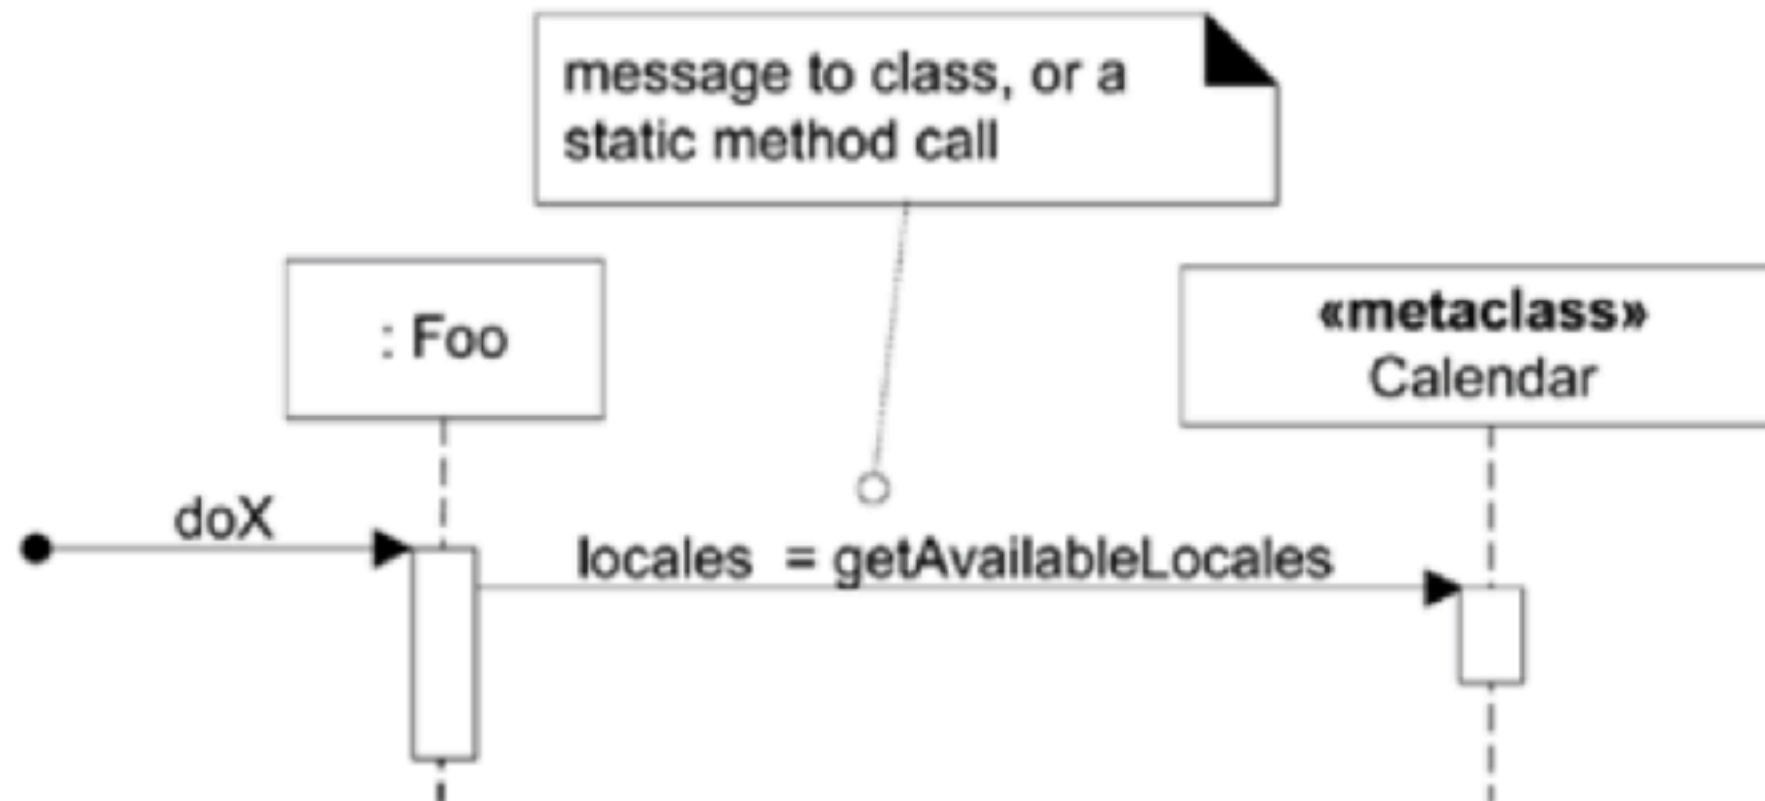 message to class, or a
static method call
: Foo
«metaclass»
Calendar
doX
locales = getAvailableLocales